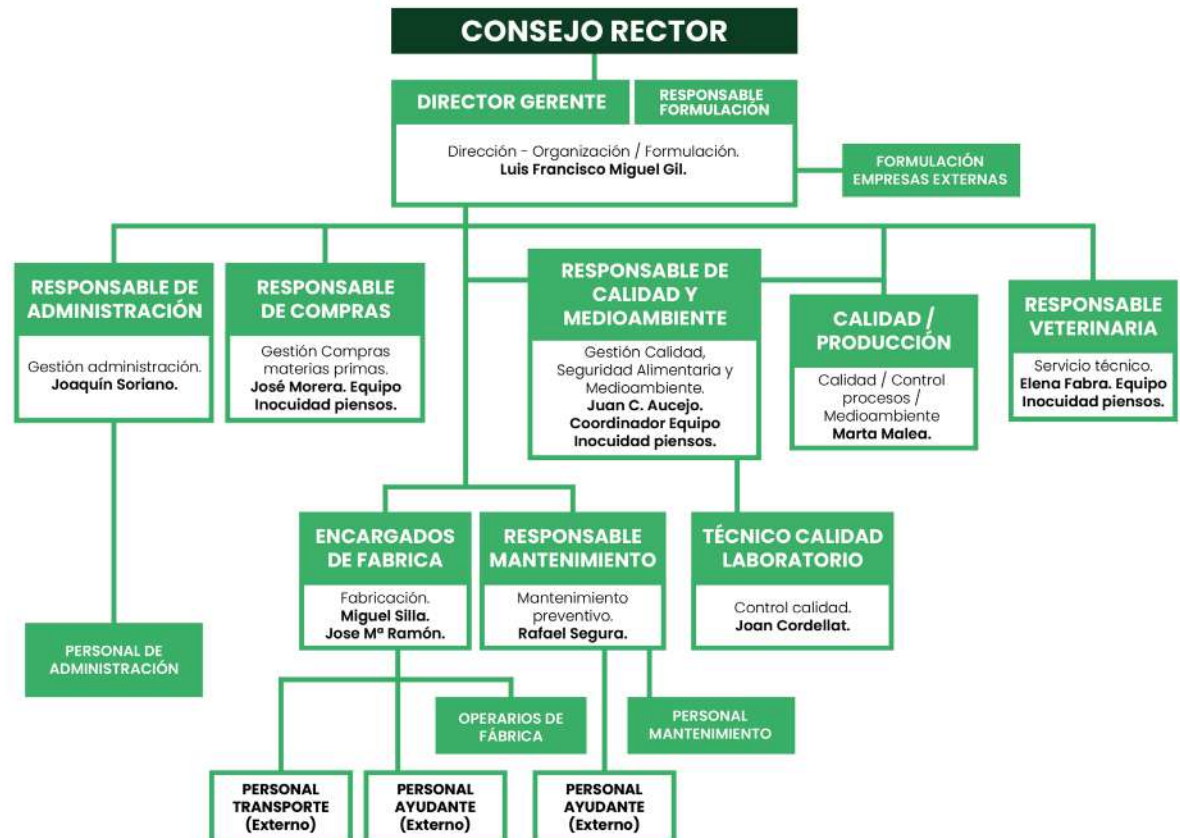 CONSEJO RECTOR
DIRECTOR GERENTE
RESPONSABLE
FORMULACIÓN
Dirección - Organización / Formulación.
Luis Francisco Miguel Gil.
FORMULACIÓN
EMPRESAS EXTERNAS
RESPONSABLE DE
ADMINISTRACIÓN
Gestión administración.
Joaquín Soriano.
RESPONSABLE
DE COMPRAS
Gestión Compras
materias primas.
José Morera. Equipo
Inocuidad piensos.
RESPONSABLE DE
CALIDAD Y
MEDIOAMBIENTE
Gestión Calidad,
Seguridad Alimentaria y
Medioambiente.
Juan C. Aucejo.
Coordinador Equipo
Inocuidad piensos.
CALIDAD /
PRODUCCIÓN
Calidad / Control
procesos /
Medioambiente
Marta Malea.
RESPONSABLE
VETERINARIA
Servicio técnico.
Elena Fabra. Equipo
Inocuidad piensos.
ENCARGADOS
DE FABRICA
Fabricación.
Miguel Silla.
Jose Mª Ramón.
RESPONSABLE
MANTENIMIENTO
Mantenimiento
preventivo.
Rafael Segura.
TÉCNICO CALIDAD
LABORATORIO
Control calidad.
Joan Cordellat.
PERSONAL DE
ADMINISTRACIÓN
OPERARIOS DE
FÁBRICA
PERSONAL
MANTENIMIENTO
PERSONAL
TRANSPORTE
(Externo)
PERSONAL
AYUDANTE
(Externo)
PERSONAL
AYUDANTE
(Externo)